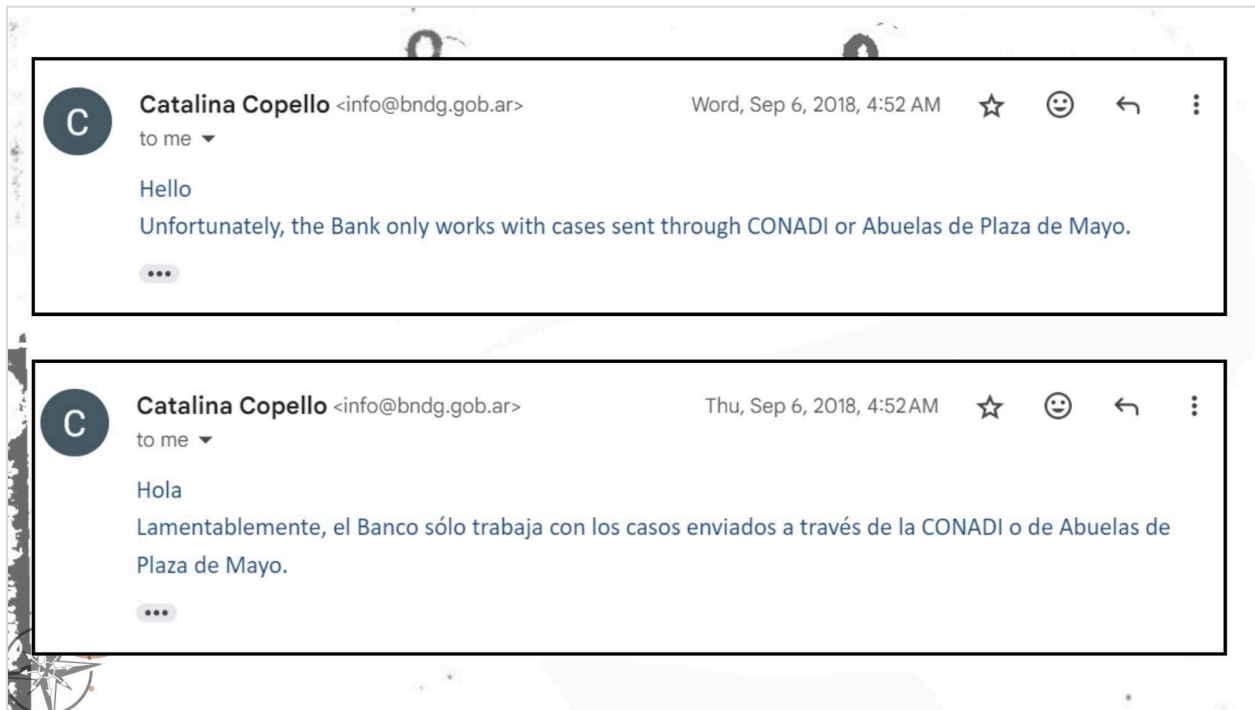 C
Catalina Copello <info@bndg.gob.ar>
Word, Sep 6, 2018, 4:52 AM
to me
Hello
Unfortunately, the Bank only works with cases sent through CONADI or Abuelas de Plaza de Mayo.
C
Catalina Copello <info@bndg.gob.ar>
Thu, Sep 6, 2018, 4:52 AM
to me
Hola
Lamentablemente, el Banco sólo trabaja con los casos enviados a través de la CONADI o de Abuelas de
Plaza de Mayo.